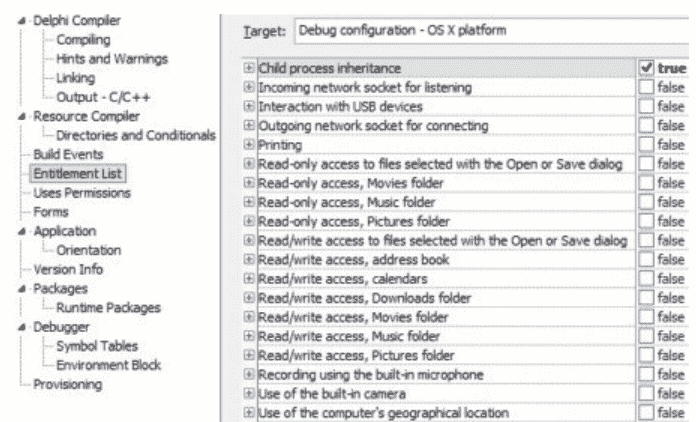 Delphi Compiler
Compiling
Hints and Warnings
Linking
Output - C/C++
Resource Compiler
Directories and Conditionals
Build Events
Entitlement List
Uses Permissions
Forms
Application
Orientation
Version Info
Packages
Runtime Packages
Debugger
Symbol Tables
Environment Block
Provisioning
Target: Debug configuration - OS X platform
Child process inheritance true
Incoming network socket for listening false
Interaction with USB devices false
Outgoing network socket for connecting false
Printing false
Read-only access to files selected with the Open or Save dialog false
Read-only access, Movies folder false
Read-only access, Music folder false
Read-only access, Pictures folder false
Read/write access to files selected with the Open or Save dialog false
Read/write access, address book false
Read/write access, calendars false
Read/write access, Downloads folder false
Read/write access, Movies folder false
Read/write access, Music folder false
Read/write access, Pictures folder false
Recording using the built-in microphone false
Use of the built-in camera false
Use of the computer's geographical location false